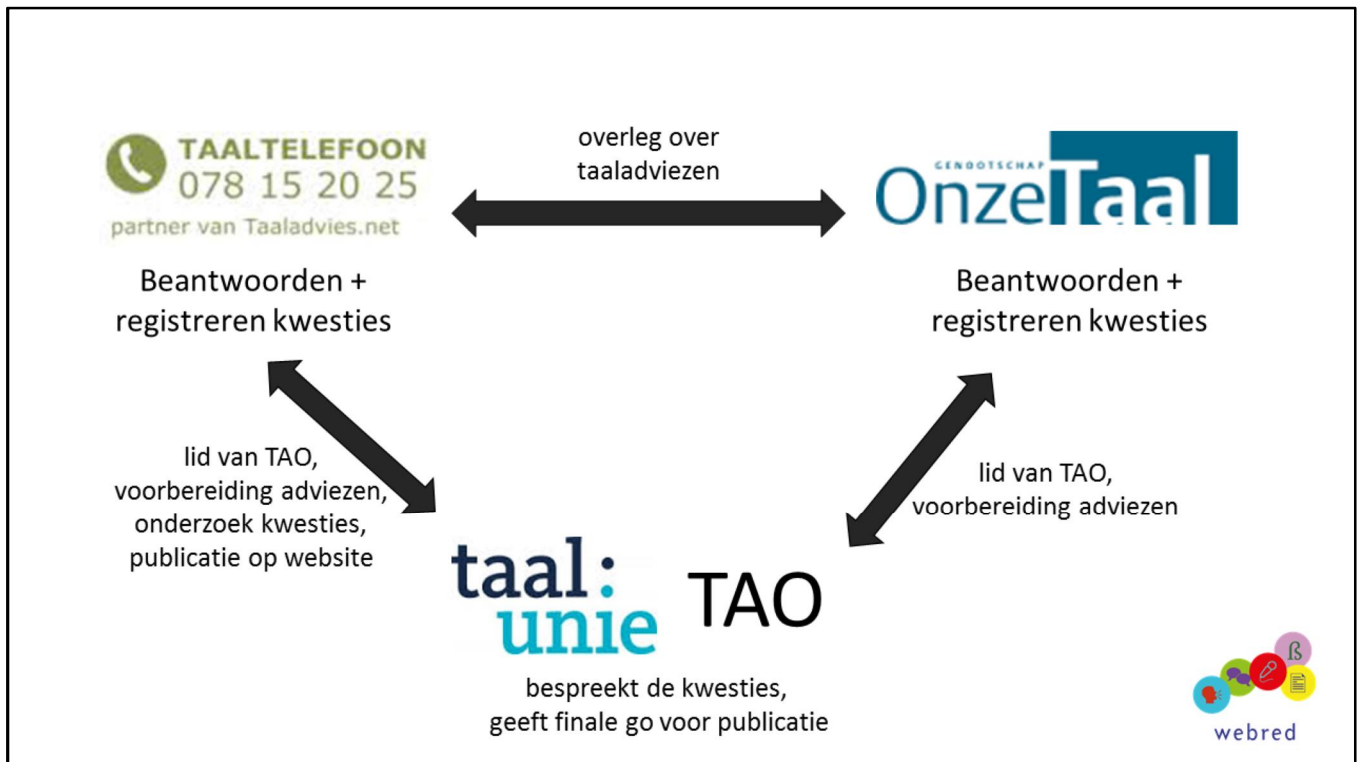 TAALTELEFOON
078 15 20 25
partner van Taaladvies.net
overleg over
taaladviezen
GENOOTSCHAP
OnzeTaal
Beantwoorden +
registreren kwesties
Beantwoorden +
registreren kwesties
lid van TAO,
voorbereiding adviezen,
onderzoek kwesties,
publicatie op website
lid van TAO,
voorbereiding adviezen
taal:
unie
TAO
bespreekt de kwesties,
geeft finale go voor publicatie
ß
webred